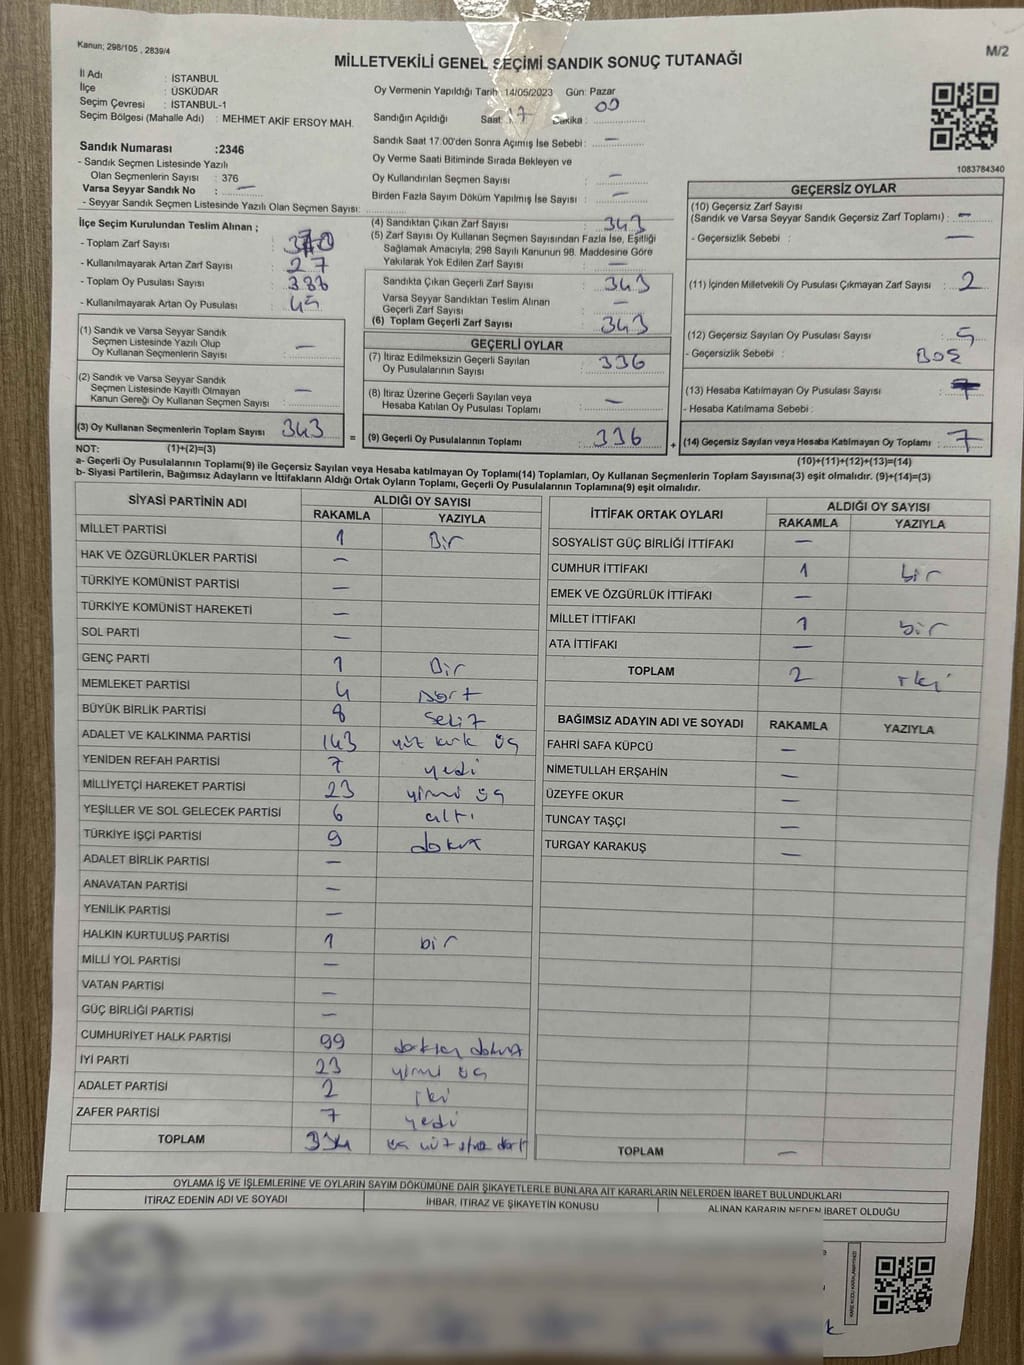 Kanun; 298/105 , 2839/4
M/2
MİLLETVEKİLİ GENEL SEÇİMİ SANDIK SONUÇ TUTANAĞI
İl Adı : İSTANBUL
İlçe : ÜSKÜDAR
Seçim Çevresi : İSTANBUL-1
Seçim Bölgesi (Mahalle Adı) : MEHMET AKİF ERSOY MAH.
Sandık Numarası :2346
- Sandık Seçmen Listesinde Yazılı
Olan Seçmenlerin Sayısı : 376
Varsa Seyyar Sandık No : —
- Seyyar Sandık Seçmen Listesinde Yazılı Olan Seçmen Sayısı:
Oy Vermenin Yapıldığı Tarih :14/05/2023 Gün: Pazar
Sandığın Açıldığı Saat :17 Dakika : 00
Sandık Saat 17:00'den Sonra Açılmış İse Sebebi: —
Oy Verme Saati Bitiminde Sırada Bekleyen ve
Oy Kullandırılan Seçmen Sayısı : —
Birden Fazla Sayım Döküm Yapılmış İse Sayısı : —
1083784340
İlçe Seçim Kurulundan Teslim Alınan ;
- Toplam Zarf Sayısı :
- Kullanılmayarak Artan Zarf Sayısı : 27
- Toplam Oy Pusulası Sayısı :
- Kullanılmayarak Artan Oy Pusulası :
(1) Sandık ve Varsa Seyyar Sandık
Seçmen Listesinde Yazılı Olup
Oy Kullanan Seçmenlerin Sayısı : —
(2) Sandık ve Varsa Seyyar Sandık
Seçmen Listesinde Kayıtlı Olmayan
Kanun Gereği Oy Kullanan Seçmen Sayısı : —
(3) Oy Kullanan Seçmenlerin Toplam Sayısı : 343
(4) Sandıktan Çıkan Zarf Sayısı : 343
(5) Zarf Sayısı Oy Kullanan Seçmen Sayısından Fazla İse, Eşitliği
Sağlamak Amacıyla, 298 Sayılı Kanunun 98. Maddesine Göre
Yakılarak Yok Edilen Zarf Sayısı : —
Sandıkta Çıkan Geçerli Zarf Sayısı : 343
Varsa Seyyar Sandıktan Teslim Alınan
Geçerli Zarf Sayısı : —
(6) Toplam Geçerli Zarf Sayısı : 343
GEÇERLİ OYLAR
(7) İtiraz Edilmeksizin Geçerli Sayılan
Oy Pusulalarının Sayısı : 336
(8) İtiraz Üzerine Geçerli Sayılan veya
Hesaba Katılan Oy Pusulası Toplamı : —
= (9) Geçerli Oy Pusulalarının Toplamı : 336
GEÇERSİZ OYLAR
(10) Geçersiz Zarf Sayısı
(Sandık ve Varsa Seyyar Sandık Geçersiz Zarf Toplamı) : —
- Geçersizlik Sebebi : —
(11) İçinden Milletvekili Oy Pusulası Çıkmayan Zarf Sayısı : 2
(12) Geçersiz Sayılan Oy Pusulası Sayısı : 5
- Geçersizlik Sebebi : BOŞ
(13) Hesaba Katılmayan Oy Pusulası Sayısı :
- Hesaba Katılmama Sebebi :
+ (14) Geçersiz Sayılan veya Hesaba Katılmayan Oy Toplamı : 7
NOT: (1)+(2)=(3)
(10)+(11)+(12)+(13)=(14)
a- Geçerli Oy Pusulalarının Toplamı(9) ile Geçersiz Sayılan veya Hesaba katılmayan Oy Toplamı(14) Toplamları, Oy Kullanan Seçmenlerin Toplam Sayısına(3) eşit olmalıdır. (9)+(14)=(3)
b- Siyasi Partilerin, Bağımsız Adayların ve İttifakların Aldığı Oyların Toplamı, Geçerli Oy Pusulalarının Toplamına(9) eşit olmalıdır.
SİYASİ PARTİNİN ADI ALDIĞI OY SAYISI
RAKAMLA YAZIYLA
MİLLET PARTİSİ 1 Bir
HAK VE ÖZGÜRLÜKLER PARTİSİ —
TÜRKİYE KOMÜNİST PARTİSİ —
TÜRKİYE KOMÜNİST HAREKETİ —
SOL PARTİ —
GENÇ PARTİ 1 Bir
MEMLEKET PARTİSİ 4 Dört
BÜYÜK BİRLİK PARTİSİ 8 Sekiz
ADALET VE KALKINMA PARTİSİ 143 yüz kırk üç
YENİDEN REFAH PARTİSİ 7 yedi
MİLLİYETÇİ HAREKET PARTİSİ 23 yirmi üç
YEŞİLLER VE SOL GELECEK PARTİSİ 6 altı
TÜRKİYE İŞÇİ PARTİSİ 9 dokuz
ADALET BİRLİK PARTİSİ —
ANAVATAN PARTİSİ —
YENİLİK PARTİSİ —
HALKIN KURTULUŞ PARTİSİ 1 bir
MİLLİ YOL PARTİSİ —
VATAN PARTİSİ —
GÜÇ BİRLİĞİ PARTİSİ —
CUMHURİYET HALK PARTİSİ 99 doksan dokuz
İYİ PARTİ 23 yirmi üç
ADALET PARTİSİ 2 iki
ZAFER PARTİSİ 7 yedi
TOPLAM 334 üç yüz otuz dört
İTTİFAK ORTAK OYLARI ALDIĞI OY SAYISI
RAKAMLA YAZIYLA
SOSYALİST GÜÇ BİRLİĞİ İTTİFAKI —
CUMHUR İTTİFAKI 1 bir
EMEK VE ÖZGÜRLÜK İTTİFAKI —
MİLLET İTTİFAKI 1 bir
ATA İTTİFAKI —
TOPLAM 2 iki
BAĞIMSIZ ADAYIN ADI VE SOYADI RAKAMLA YAZIYLA
FAHRİ SAFA KÜPCÜ —
NİMETULLAH ERŞAHİN —
ÜZEYFE OKUR —
TUNCAY TAŞÇI —
TURGAY KARAKUŞ —
TOPLAM —
OYLAMA İŞ VE İŞLEMLERİNE VE OYLARIN SAYIM DÖKÜMÜNE DAİR ŞİKAYETLERLE BUNLARA AİT KARARLARIN NELERDEN İBARET BULUNDUKLARI
İTİRAZ EDENİN ADI VE SOYADI İHBAR, İTİRAZ VE ŞİKAYETİN KONUSU ALINAN KARARIN NEDEN İBARET OLDUĞU